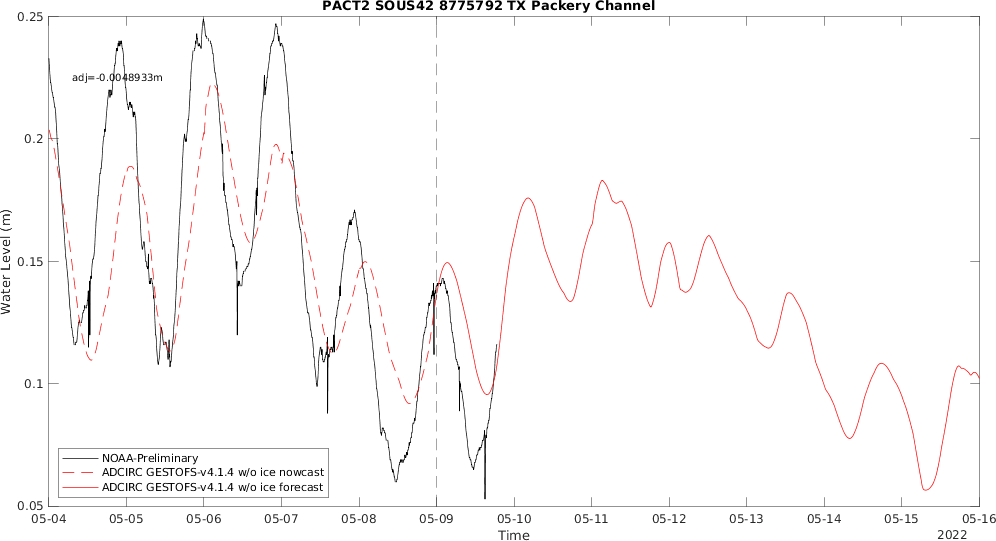 PACT2 SOUS42 8775792 TX Packery Channel
0.25
adj=-0.0048933m
0.2
Water Level (m)
0.15
0.1
NOAA-Preliminary
ADCIRC GESTOFS-v4.1.4 w/o ice nowcast
ADCIRC GESTOFS-v4.1.4 w/o ice forecast
0.05
05-04 05-05 05-06 05-07 05-08 05-09 05-10 05-11 05-12 05-13 05-14 05-15 05-16
Time
2022